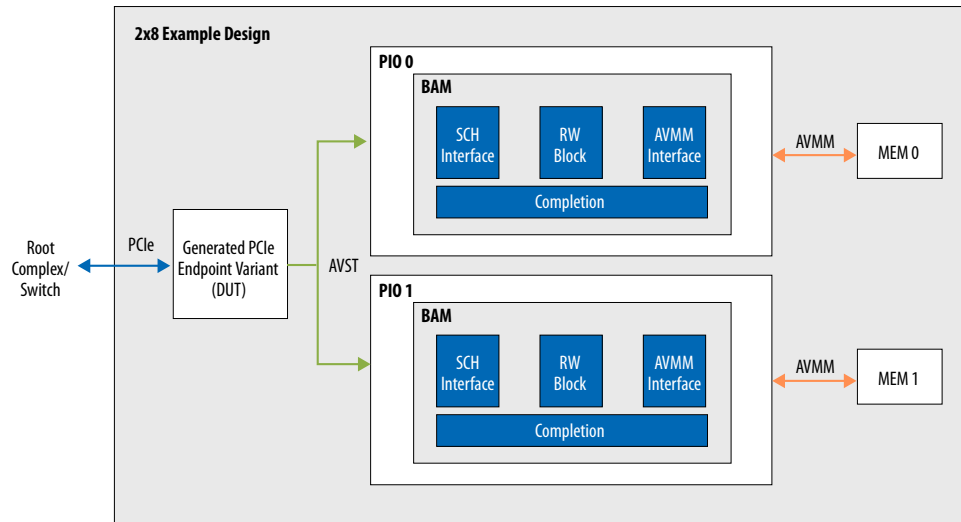 2x8 Example Design
PIO 0
BAM
SCH
Interface
RW
Block
AVMM
Interface
Completion
AVMM
MEM 0
Root
Complex/
Switch
PCIe
Generated PCIe
Endpoint Variant
(DUT)
AVST
PIO 1
BAM
SCH
Interface
RW
Block
AVMM
Interface
Completion
AVMM
MEM 1